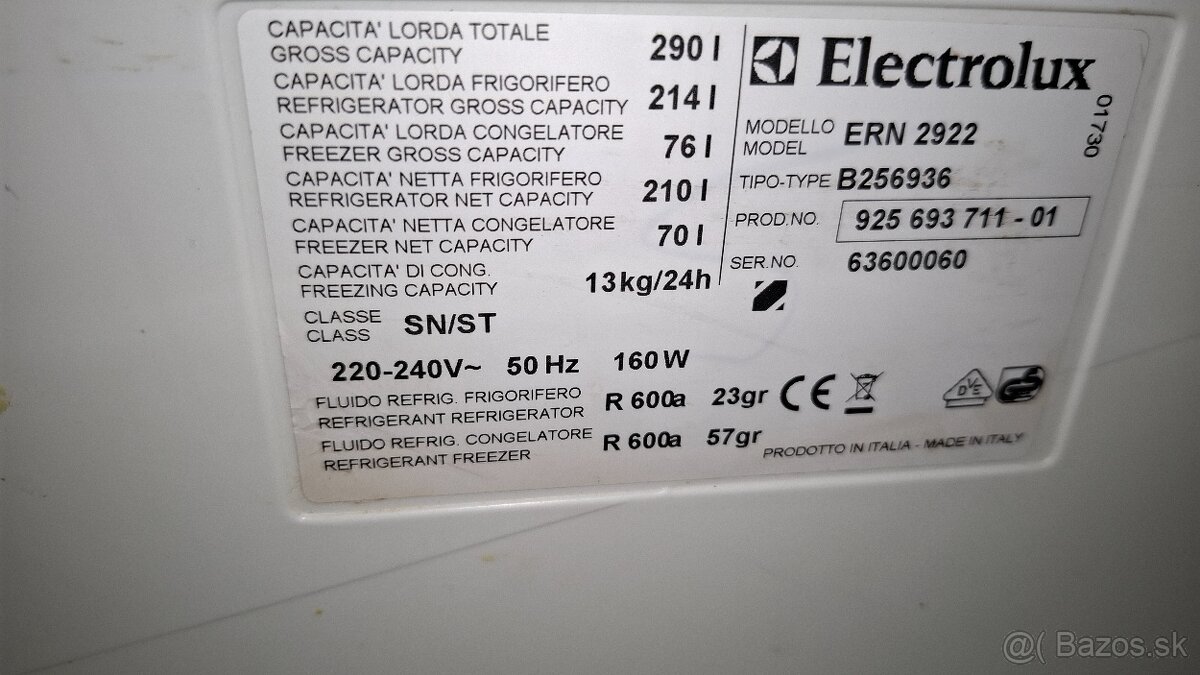 CAPACITA' LORDA TOTALE
GROSS CAPACITY
290 l
CAPACITA' LORDA FRIGORIFERO
REFRIGERATOR GROSS CAPACITY
214 l
CAPACITA' LORDA CONGELATORE
FREEZER GROSS CAPACITY
76 l
CAPACITA' NETTA FRIGORIFERO
REFRIGERATOR NET CAPACITY
210 l
CAPACITA' NETTA CONGELATORE
FREEZER NET CAPACITY
70 l
CAPACITA' DI CONG.
FREEZING CAPACITY
13kg/24h
CLASSE
CLASS
SN/ST
220-240V~ 50 Hz 160 W
FLUIDO REFRIG. FRIGORIFERO
REFRIGERANT REFRIGERATOR
R 600a 23gr
FLUIDO REFRIG. CONGELATORE
REFRIGERANT FREEZER
R 600a 57gr
Electrolux
01730
MODELLO
MODEL
ERN 2922
TIPO-TYPE B256936
PROD.NO. 925 693 711 - 01
SER.NO. 63600060
CE
DVE
PRODOTTO IN ITALIA - MADE IN ITALY
@( Bazos.sk